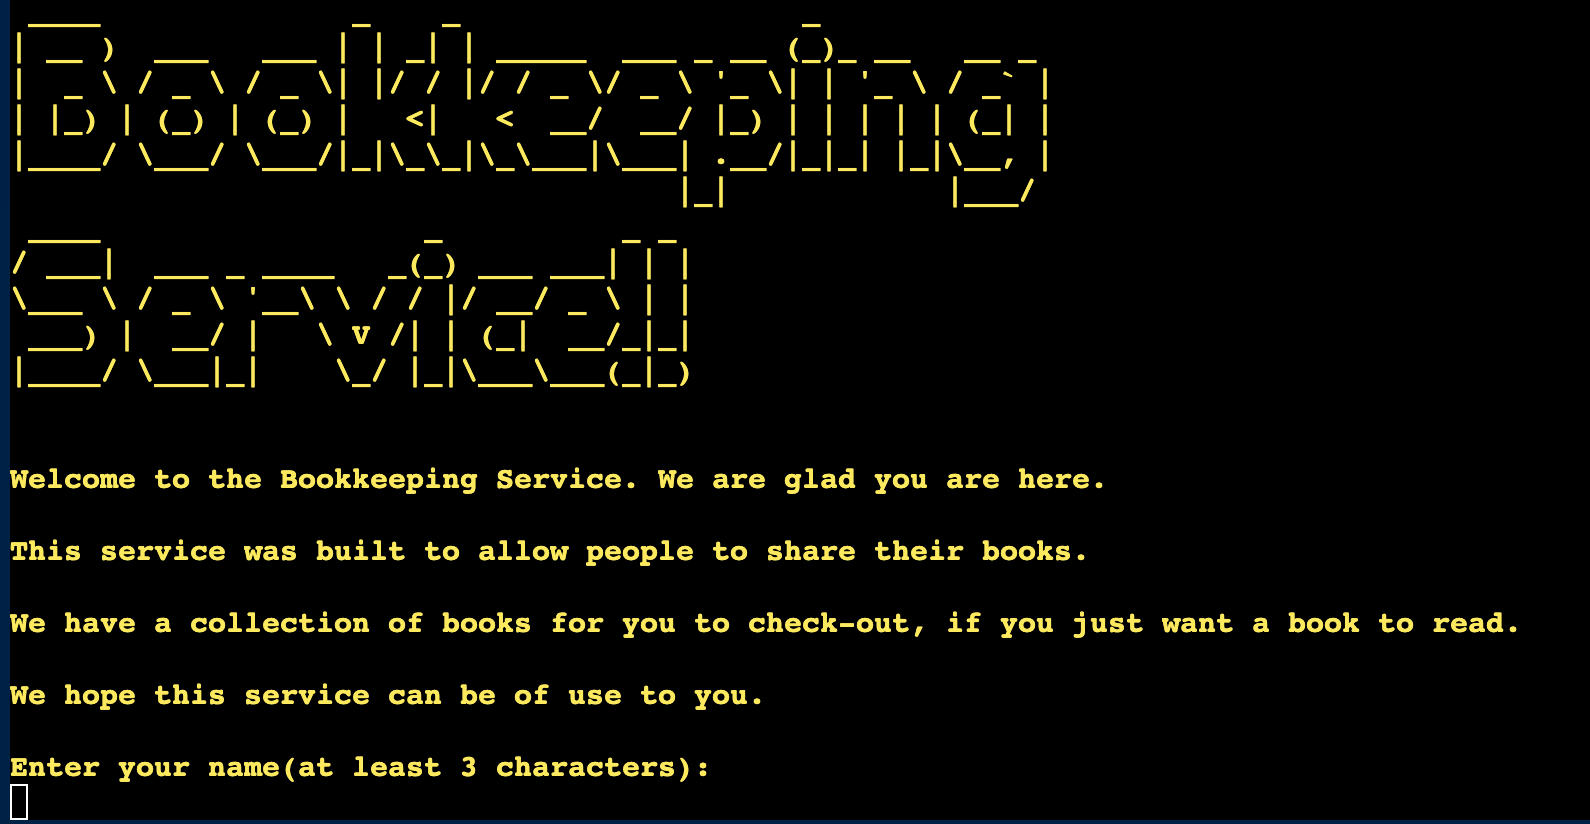 Bookkeeping
Service!!
Welcome to the Bookkeeping Service. We are glad you are here.
This service was built to allow people to share their books.
We have a collection of books for you to check-out, if you just want a book to read.
We hope this service can be of use to you.
Enter your name(at least 3 characters):